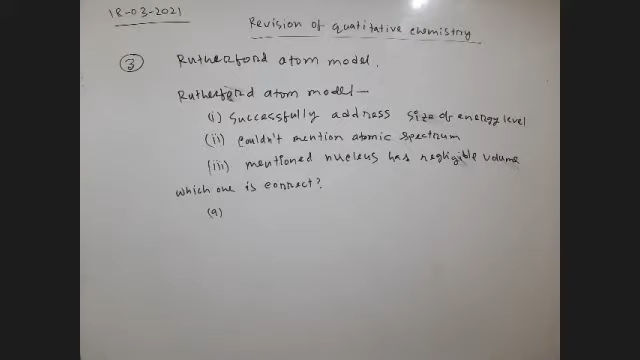 18-03-2021
Revision of quatitative chemistry
3 Rutherford atom model.
Rutherford atom model—
(i) Successfully address size of energy level
(ii) couldn't mention atomic spectrum
(iii) mentioned nucleus has negligible volume
which one is correct?
(a)